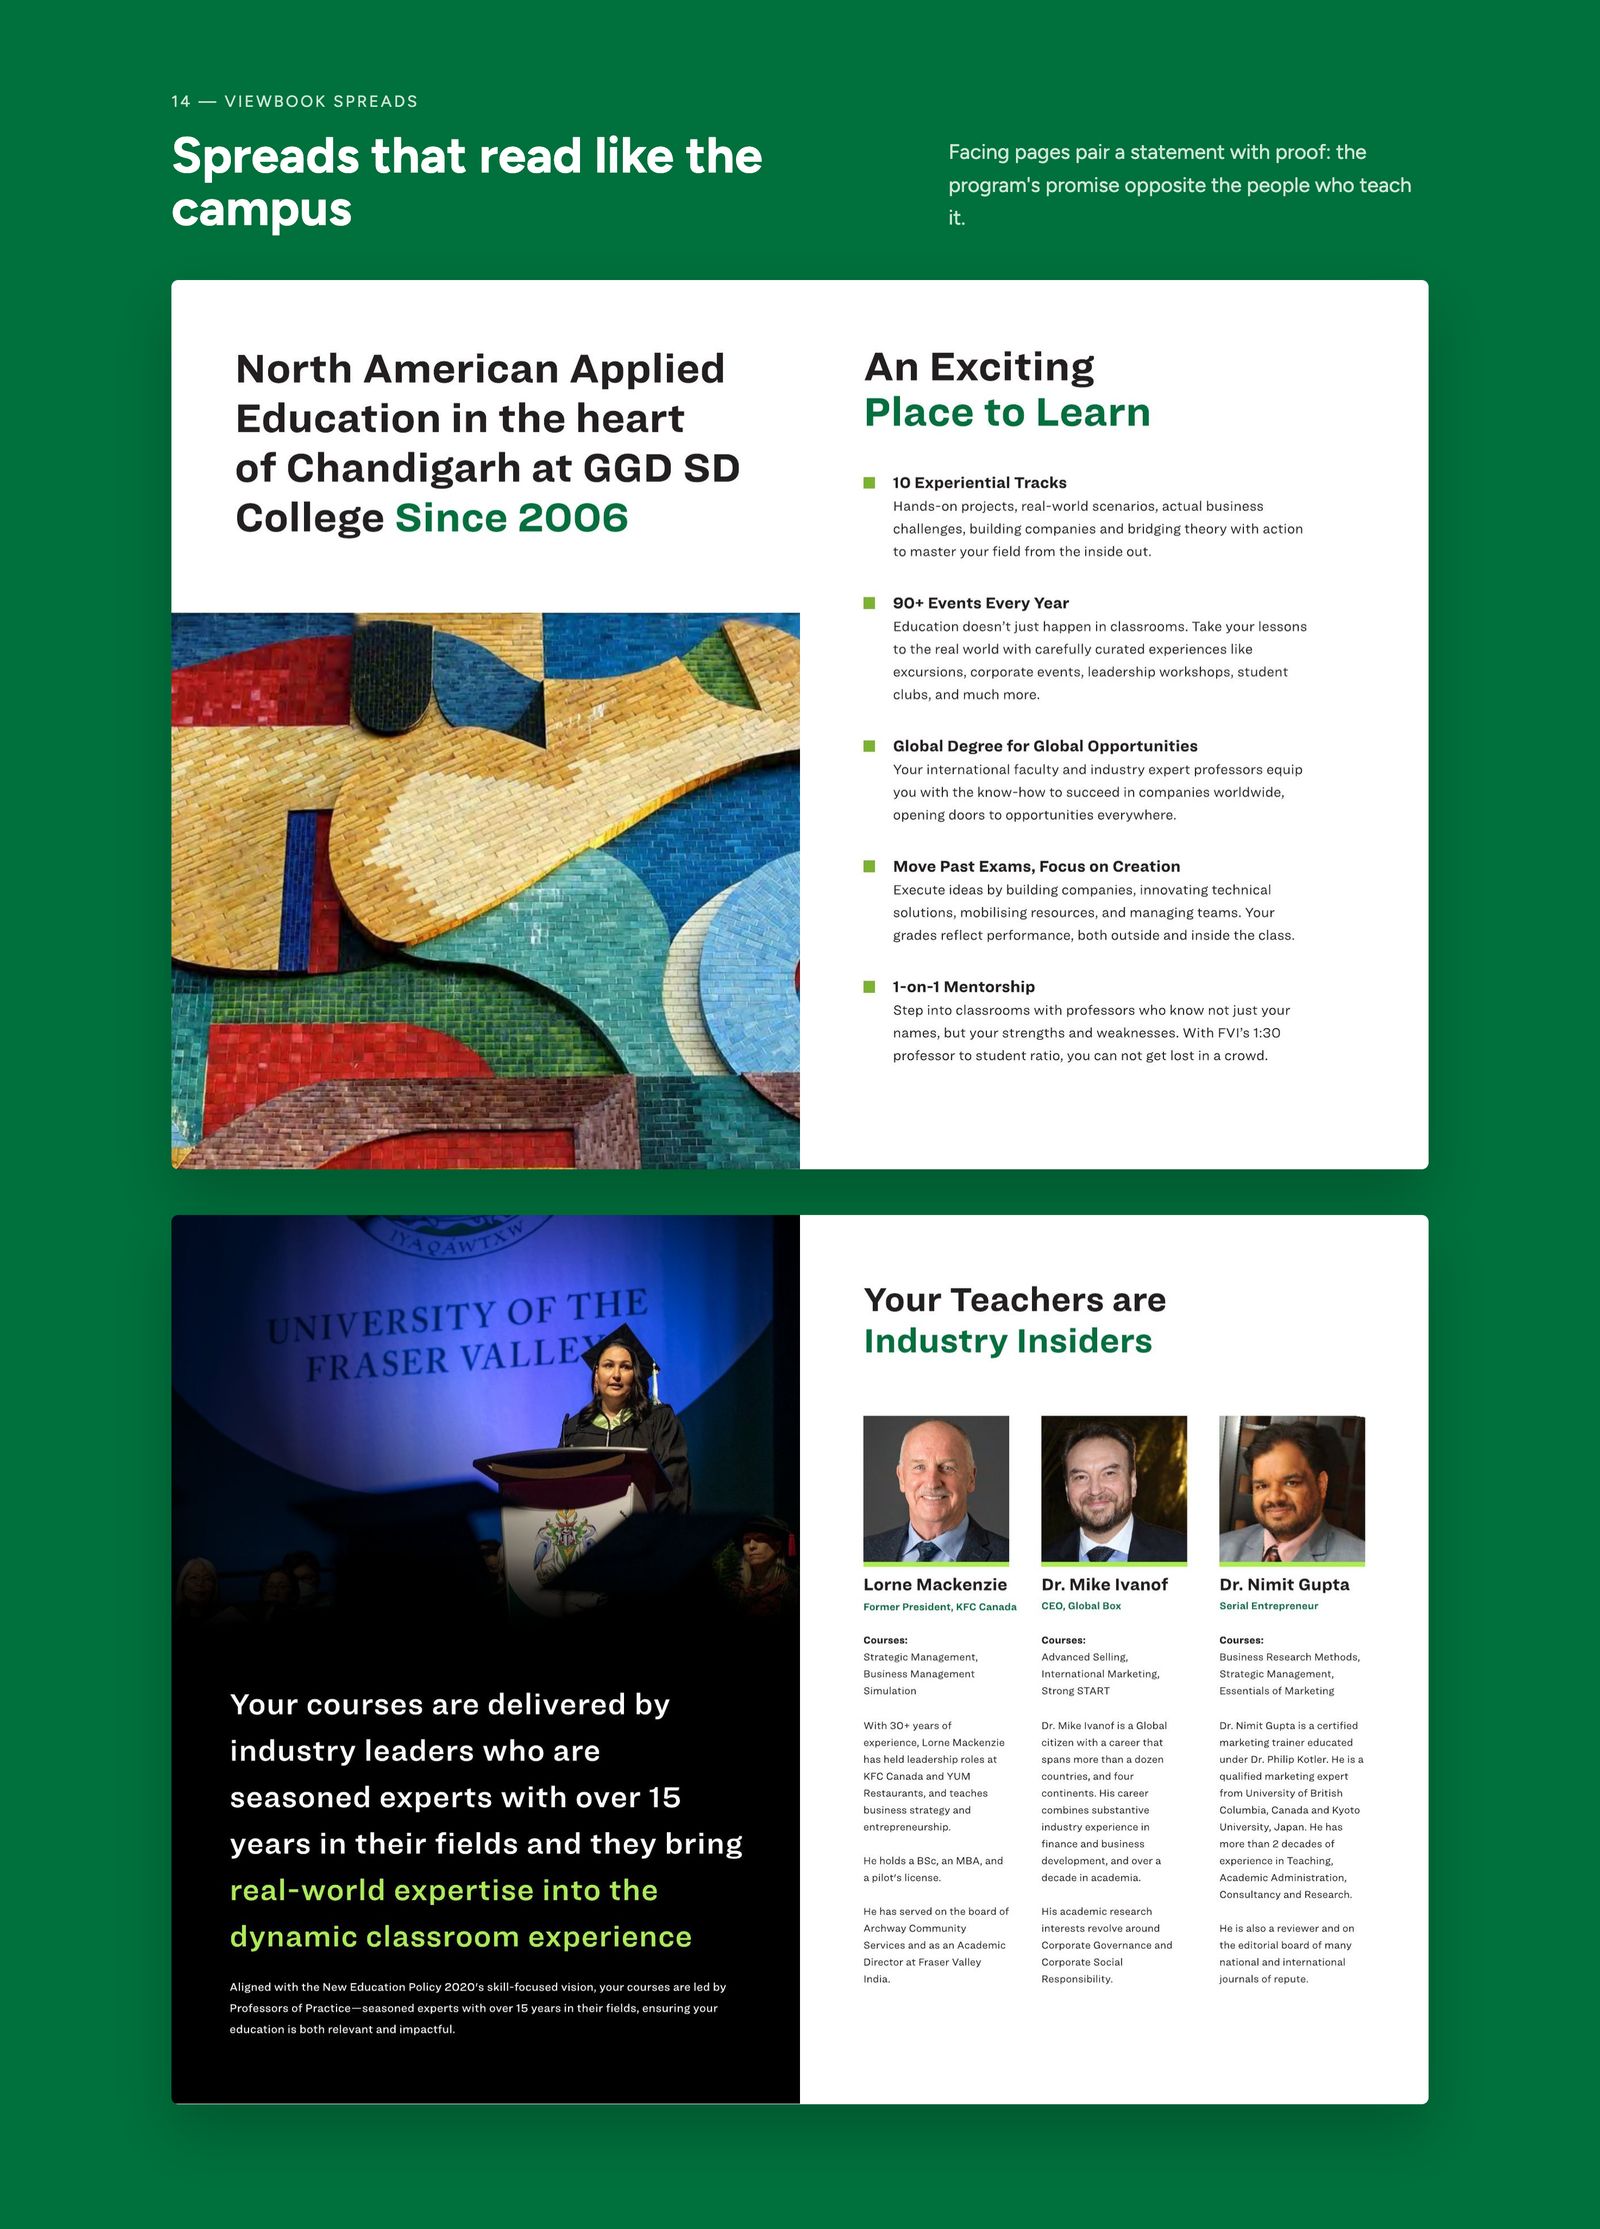 14 — VIEWBOOK SPREADS
Spreads that read like the
campus
Facing pages pair a statement with proof: the
program's promise opposite the people who teach
it.
North American Applied
Education in the heart
of Chandigarh at GGD SD
College Since 2006
An Exciting
Place to Learn
10 Experiential Tracks
Hands-on projects, real-world scenarios, actual business
challenges, building companies and bridging theory with action
to master your field from the inside out.
90+ Events Every Year
Education doesn’t just happen in classrooms. Take your lessons
to the real world with carefully curated experiences like
excursions, corporate events, leadership workshops, student
clubs, and much more.
Global Degree for Global Opportunities
Your international faculty and industry expert professors equip
you with the know-how to succeed in companies worldwide,
opening doors to opportunities everywhere.
Move Past Exams, Focus on Creation
Execute ideas by building companies, innovating technical
solutions, mobilising resources, and managing teams. Your
grades reflect performance, both outside and inside the class.
1-on-1 Mentorship
Step into classrooms with professors who know not just your
names, but your strengths and weaknesses. With FVI’s 1:30
professor to student ratio, you can not get lost in a crowd.
IYAQAWTXW
UNIVERSITY OF THE
FRASER VALLEY
Your courses are delivered by
industry leaders who are
seasoned experts with over 15
years in their fields and they bring
real-world expertise into the
dynamic classroom experience
Aligned with the New Education Policy 2020's skill-focused vision, your courses are led by
Professors of Practice—seasoned experts with over 15 years in their fields, ensuring your
education is both relevant and impactful.
Your Teachers are
Industry Insiders
Lorne Mackenzie
Former President, KFC Canada
Courses:
Strategic Management,
Business Management
Simulation
With 30+ years of
experience, Lorne Mackenzie
has held leadership roles at
KFC Canada and YUM
Restaurants, and teaches
business strategy and
entrepreneurship.
He holds a BSc, an MBA, and
a pilot's license.
He has served on the board of
Archway Community
Services and as an Academic
Director at Fraser Valley
India.
Dr. Mike Ivanof
CEO, Global Box
Courses:
Advanced Selling,
International Marketing,
Strong START
Dr. Mike Ivanof is a Global
citizen with a career that
spans more than a dozen
countries, and four
continents. His career
combines substantive
industry experience in
finance and business
development, and over a
decade in academia.
His academic research
interests revolve around
Corporate Governance and
Corporate Social
Responsibility.
Dr. Nimit Gupta
Serial Entrepreneur
Courses:
Business Research Methods,
Strategic Management,
Essentials of Marketing
Dr. Nimit Gupta is a certified
marketing trainer educated
under Dr. Philip Kotler. He is a
qualified marketing expert
from University of British
Columbia, Canada and Kyoto
University, Japan. He has
more than 2 decades of
experience in Teaching,
Academic Administration,
Consultancy and Research.
He is also a reviewer and on
the editorial board of many
national and international
journals of repute.